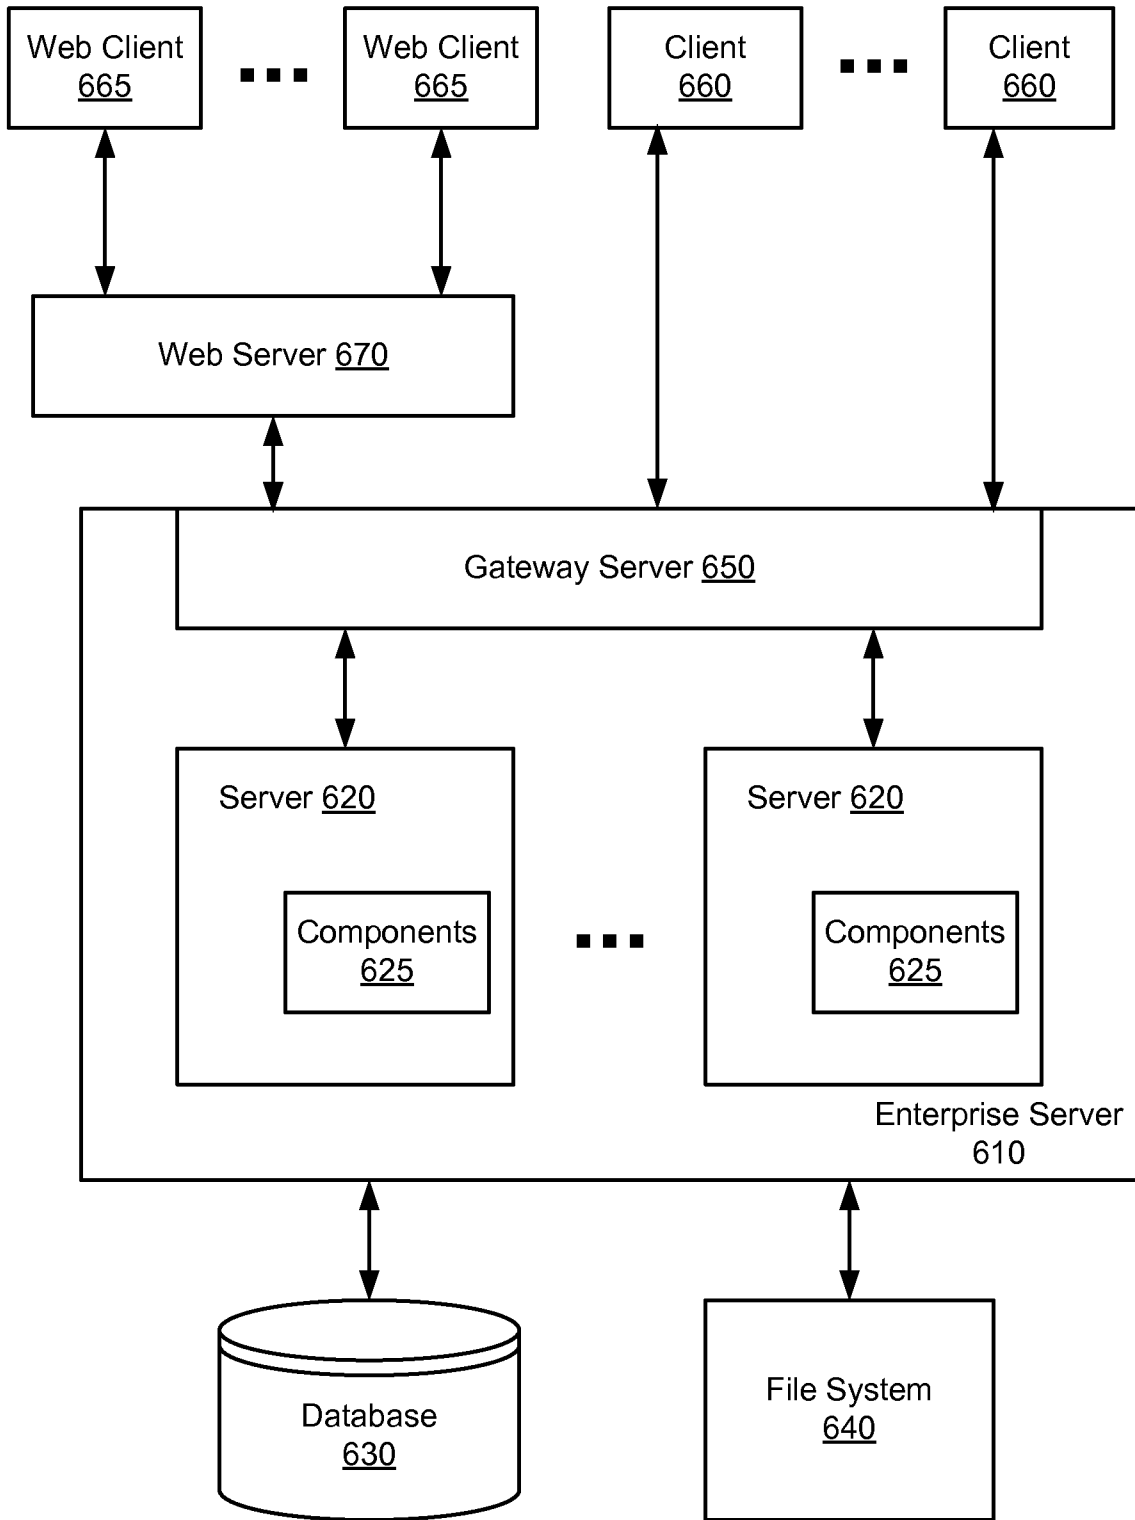 Web Client
665
Web Client
665
Client
660
Client
660
Web Server 670
Gateway Server 650
Server 620
Server 620
Components
625
Components
625
Enterprise Server
610
Database
630
File System
640